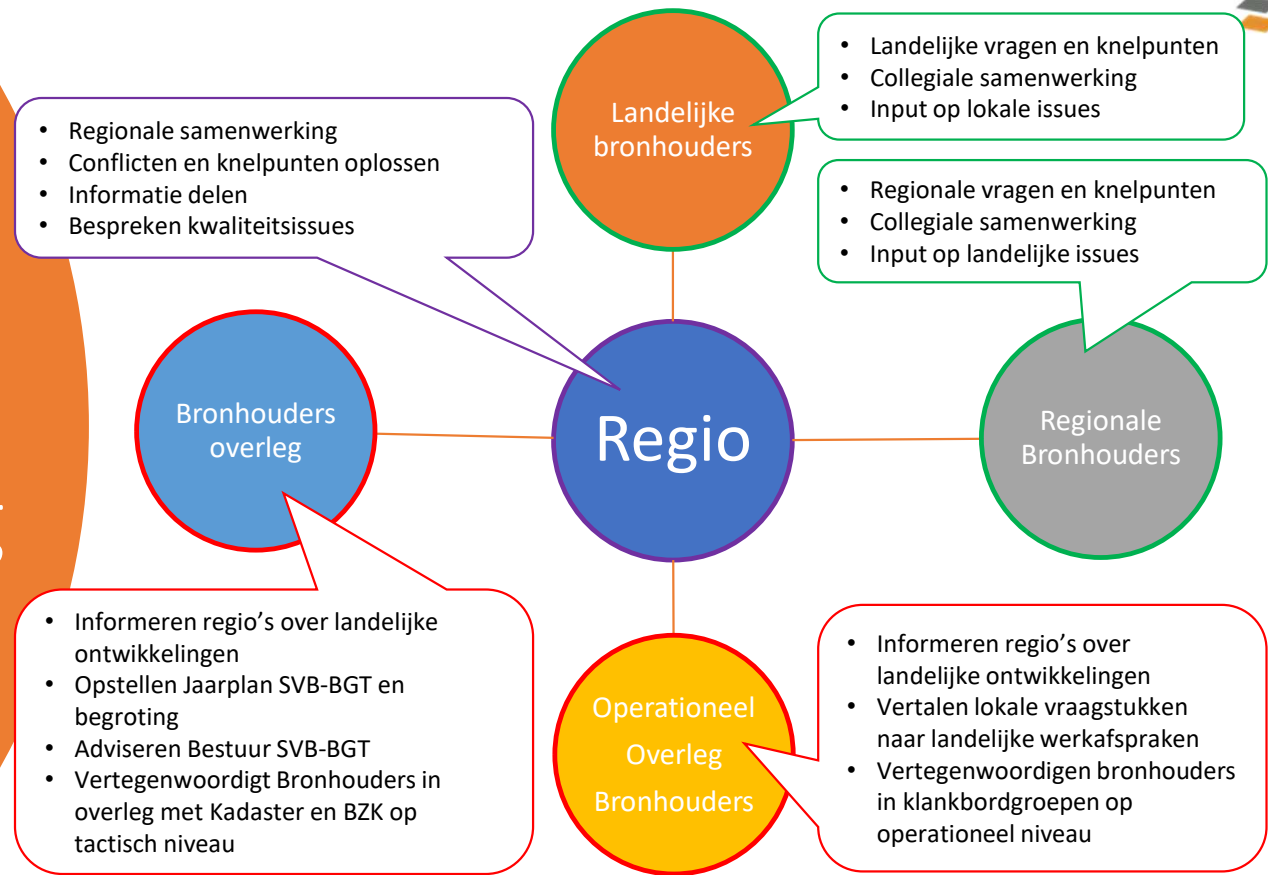 • Landelijke vragen en knelpunten
• Collegiale samenwerking
• Input op lokale issues
Landelijke
bronhouders
• Regionale samenwerking
• Conflicten en knelpunten oplossen
• Informatie delen
• Bespreken kwaliteitsissues
• Regionale vragen en knelpunten
• Collegiale samenwerking
• Input op landelijke issues
Bronhouders
overleg
Regio
Regionale
Bronhouders
• Informeren regio's over landelijke
ontwikkelingen
• Opstellen Jaarplan SVB-BGT en
begroting
• Adviseren Bestuur SVB-BGT
• Vertegenwoordigt Bronhouders in
overleg met Kadaster en BZK op
tactisch niveau
Operationeel
Overleg
Bronhouders
• Informeren regio's over
landelijke ontwikkelingen
• Vertalen lokale vraagstukken
naar landelijke werkafspraken
• Vertegenwoordigen bronhouders
in klankbordgroepen op
operationeel niveau